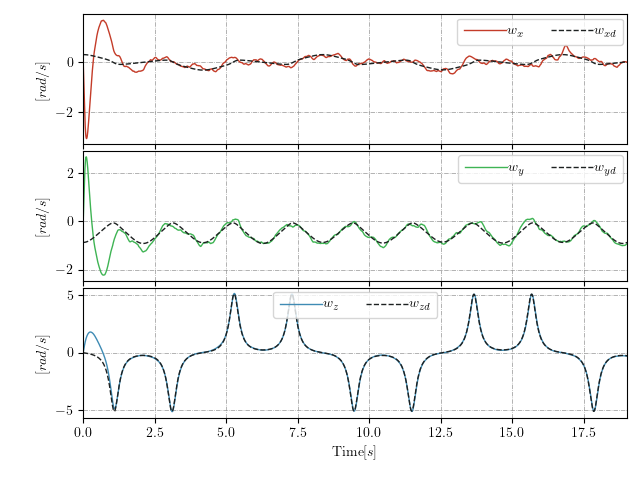 w_x w_xd
0
−2
[rad/s]
w_y w_yd
2
0
−2
[rad/s]
w_z w_zd
5
0
−5
[rad/s]
0.0 2.5 5.0 7.5 10.0 12.5 15.0 17.5
Time[s]